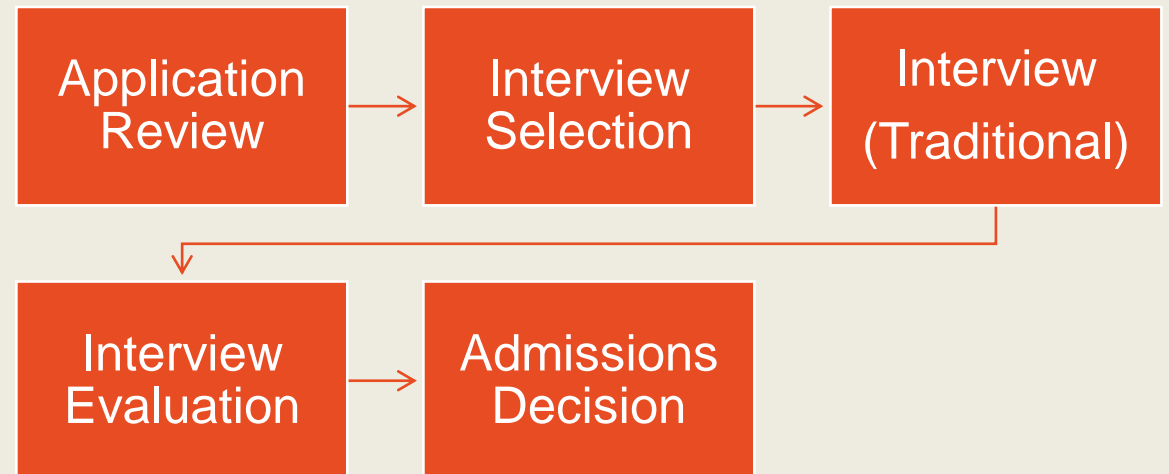 Application
Review
Interview
Selection
Interview
(Traditional)
Interview
Evaluation
Admissions
Decision